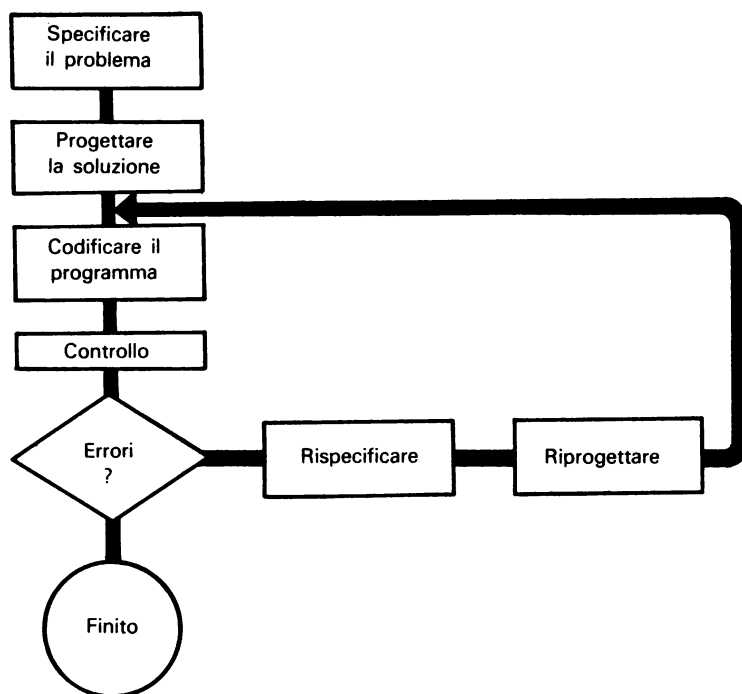 Specificare
il problema
Progettare
la soluzione
Codificare il
programma
Controllo
Errori
?
Rispecificare
Riprogettare
Finito